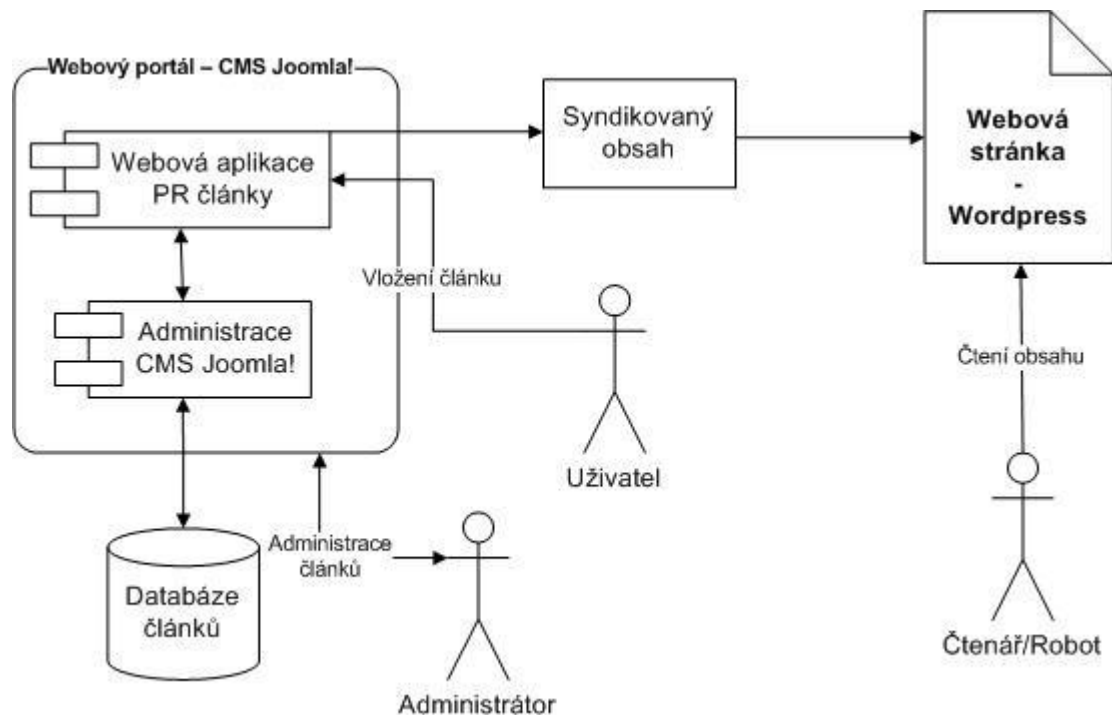 Webový portál – CMS Joomla!
Webová aplikace
PR články
Syndikovaný
obsah
Webová
stránka
-
Wordpress
Vložení článku
Administrace
CMS Joomla!
Čtení obsahu
Uživatel
Administrace
článků
Databáze
článků
Čtenář/Robot
Administrátor